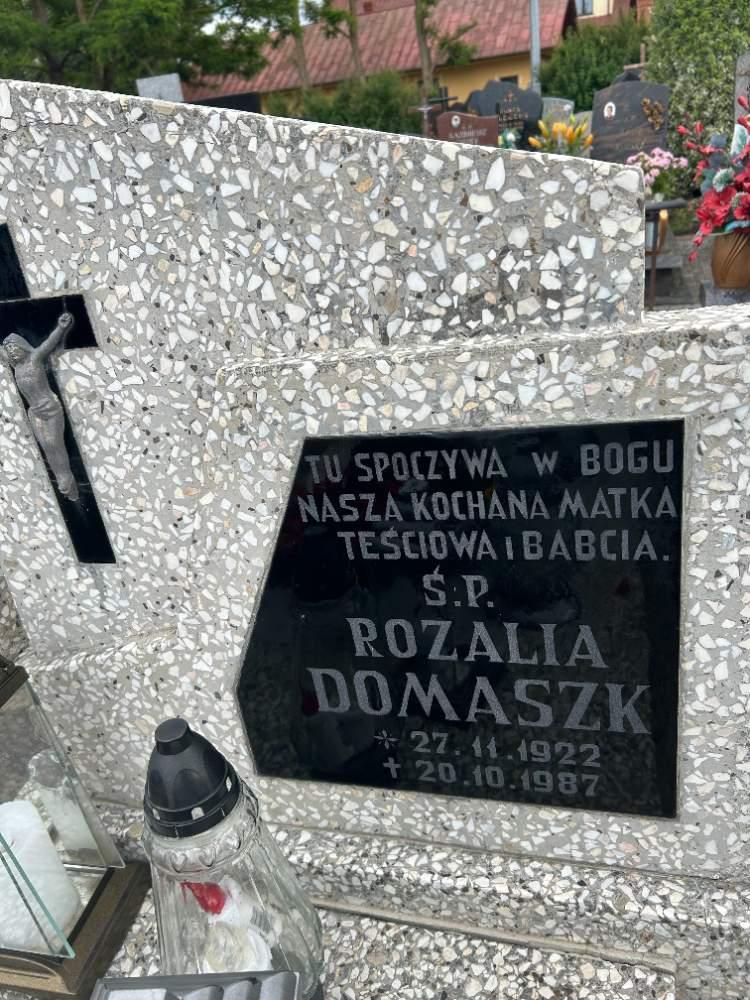 TU SPOCZYWA W BOGU
NASZA KOCHANA MATKA
TEŚCIOWA I BABCIA.
Ś.P.
ROZALIA
DOMASZK
* 27.11.1922
+ 20.10.1987